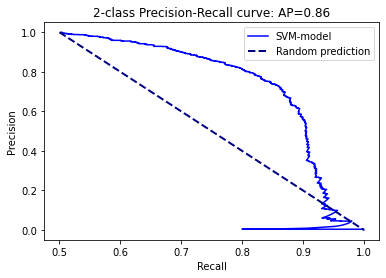 2-class Precision-Recall curve: AP=0.86
SVM-model
Random prediction
Precision
1.0
0.8
0.6
0.4
0.2
0.0
0.5
0.6
0.7
0.8
0.9
1.0
Recall